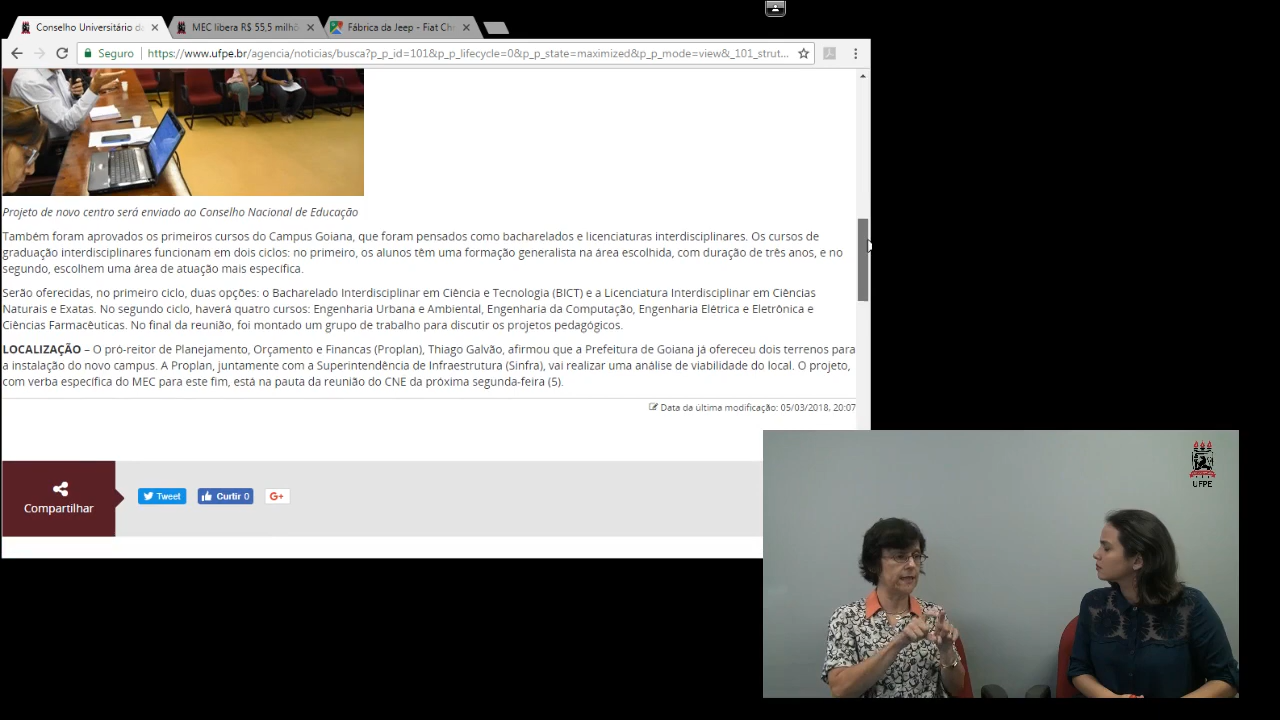 Conselho Universitário da
MEC libera R$ 55,5 milhõ
Fábrica da Jeep - Fiat Ch
Seguro
https://www.ufpe.br/agencia/noticias/busca?p_p_id=101&p_p_lifecycle=0&p_p_state=maximized&p_p_mode=view&_101_strut...
Projeto de novo centro será enviado ao Conselho Nacional de Educação
Também foram aprovados os primeiros cursos do Campus Goiana, que foram pensados como bacharelados e licenciaturas interdisciplinares. Os cursos de
graduação interdisciplinares funcionam em dois ciclos: no primeiro, os alunos têm uma formação generalista na área escolhida, com duração de três anos, e no
segundo, escolhem uma área de atuação mais específica.
Serão oferecidas, no primeiro ciclo, duas opções: o Bacharelado Interdisciplinar em Ciência e Tecnologia (BICT) e a Licenciatura Interdisciplinar em Ciências
Naturais e Exatas. No segundo ciclo, haverá quatro cursos: Engenharia Urbana e Ambiental, Engenharia da Computação, Engenharia Elétrica e Eletrônica e
Ciências Farmacêuticas. No final da reunião, foi montado um grupo de trabalho para discutir os projetos pedagógicos.
LOCALIZAÇÃO – O pró-reitor de Planejamento, Orçamento e Financas (Proplan), Thiago Galvão, afirmou que a Prefeitura de Goiana já ofereceu dois terrenos para
a instalação do novo campus. A Proplan, juntamente com a Superintendência de Infraestrutura (Sinfra), vai realizar uma análise de viabilidade do local. O projeto,
com verba específica do MEC para este fim, está na pauta da reunião do CNE da próxima segunda-feira (5).
Data da última modificação: 05/03/2018, 20:07
Compartilhar
Tweet
Curtir 0
G+
UFPE